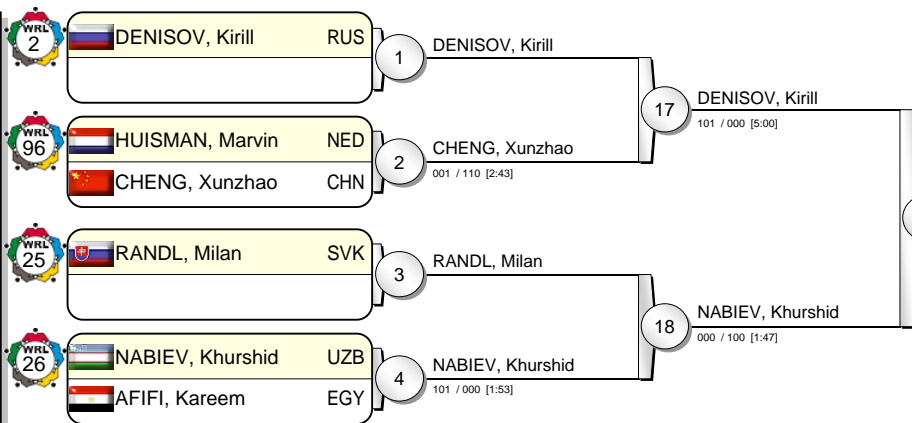 WRL
2
DENISOV, Kirill RUS
1
DENISOV, Kirill
WRL
96
HUISMAN, Marvin NED
CHENG, Xunzhao CHN
2
CHENG, Xunzhao
001 / 110 [2:43]
17
DENISOV, Kirill
101 / 000 [5:00]
WRL
25
RANDL, Milan SVK
3
RANDL, Milan
WRL
26
NABIEV, Khurshid UZB
AFIFI, Kareem EGY
4
NABIEV, Khurshid
101 / 000 [1:53]
18
NABIEV, Khurshid
000 / 100 [1:47]